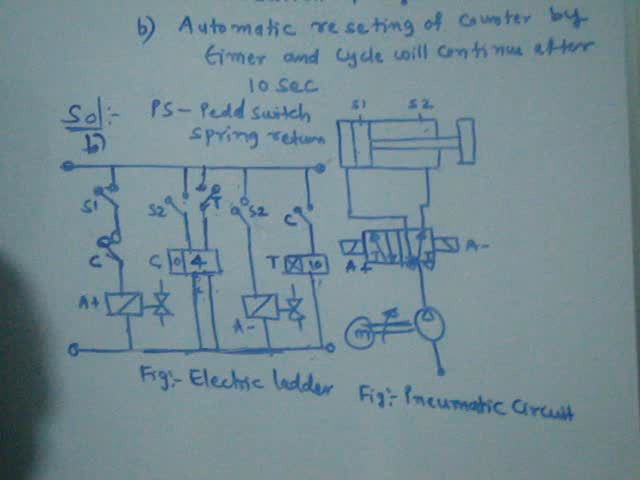 b) Automatic reseting of Counter by
timer and Cycle will continue after
10 sec
Sol:- PS - Pedd switch
b) spring return
S1 S2
S1 S2 T S2 C
C C 0 4 T 10
A+ A-
A+ A-
m
Fig:- Electric ladder
Fig:- Pneumatic Circuit